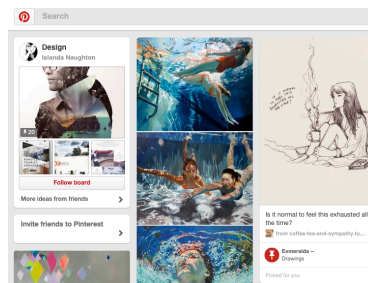 Search
Design
Islanda Naughton
20
Follow board
More ideas from friends
Invite friends to Pinterest
Is it normal to feel this exhausted all
the time?
from coffee-tea-and-sympathy.tu...
Esmeralda ~
Drawings
Picked for you